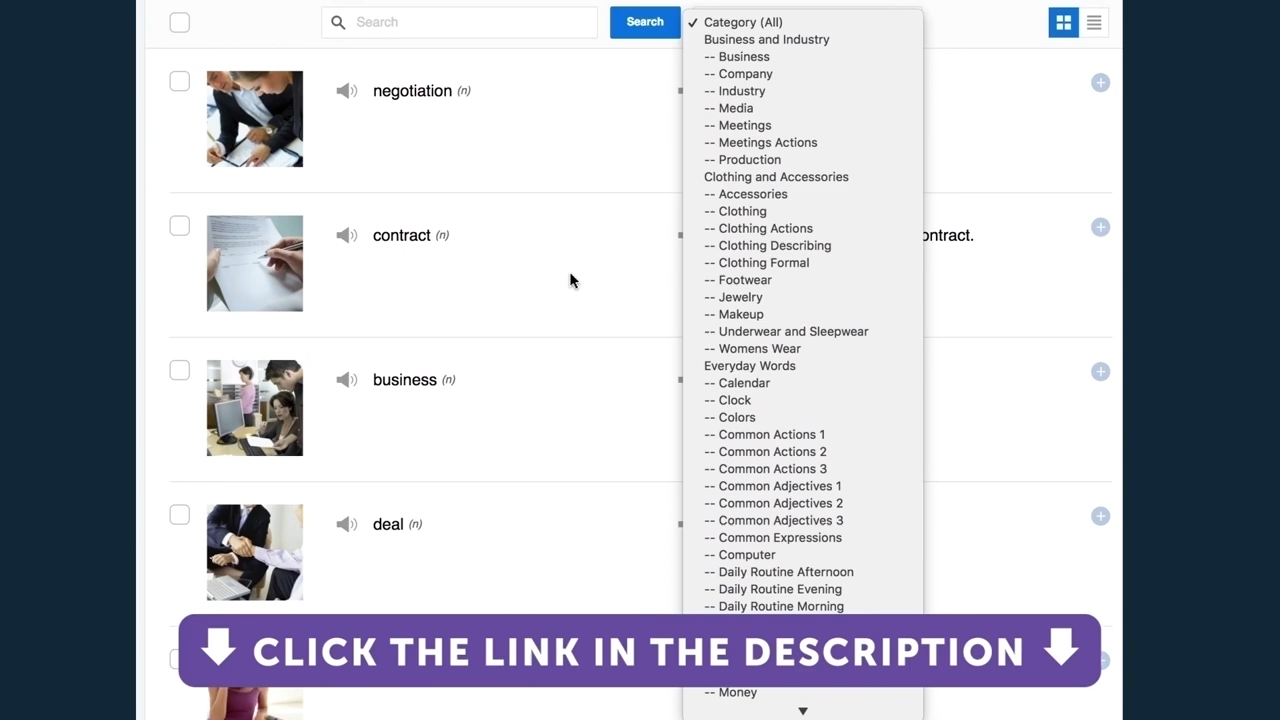 Search
Search
✓ Category (All)
Business and Industry
-- Business
-- Company
-- Industry
-- Media
-- Meetings
-- Meetings Actions
-- Production
Clothing and Accessories
-- Accessories
-- Clothing
-- Clothing Actions
-- Clothing Describing
-- Clothing Formal
-- Footwear
-- Jewelry
-- Makeup
-- Underwear and Sleepwear
-- Womens Wear
Everyday Words
-- Calendar
-- Clock
-- Colors
-- Common Actions 1
-- Common Actions 2
-- Common Actions 3
-- Common Adjectives 1
-- Common Adjectives 2
-- Common Adjectives 3
-- Common Expressions
-- Computer
-- Daily Routine Afternoon
-- Daily Routine Evening
-- Daily Routine Morning
-- Money
negotiation (n)
contract (n)
ontract.
business (n)
deal (n)
CLICK THE LINK IN THE DESCRIPTION